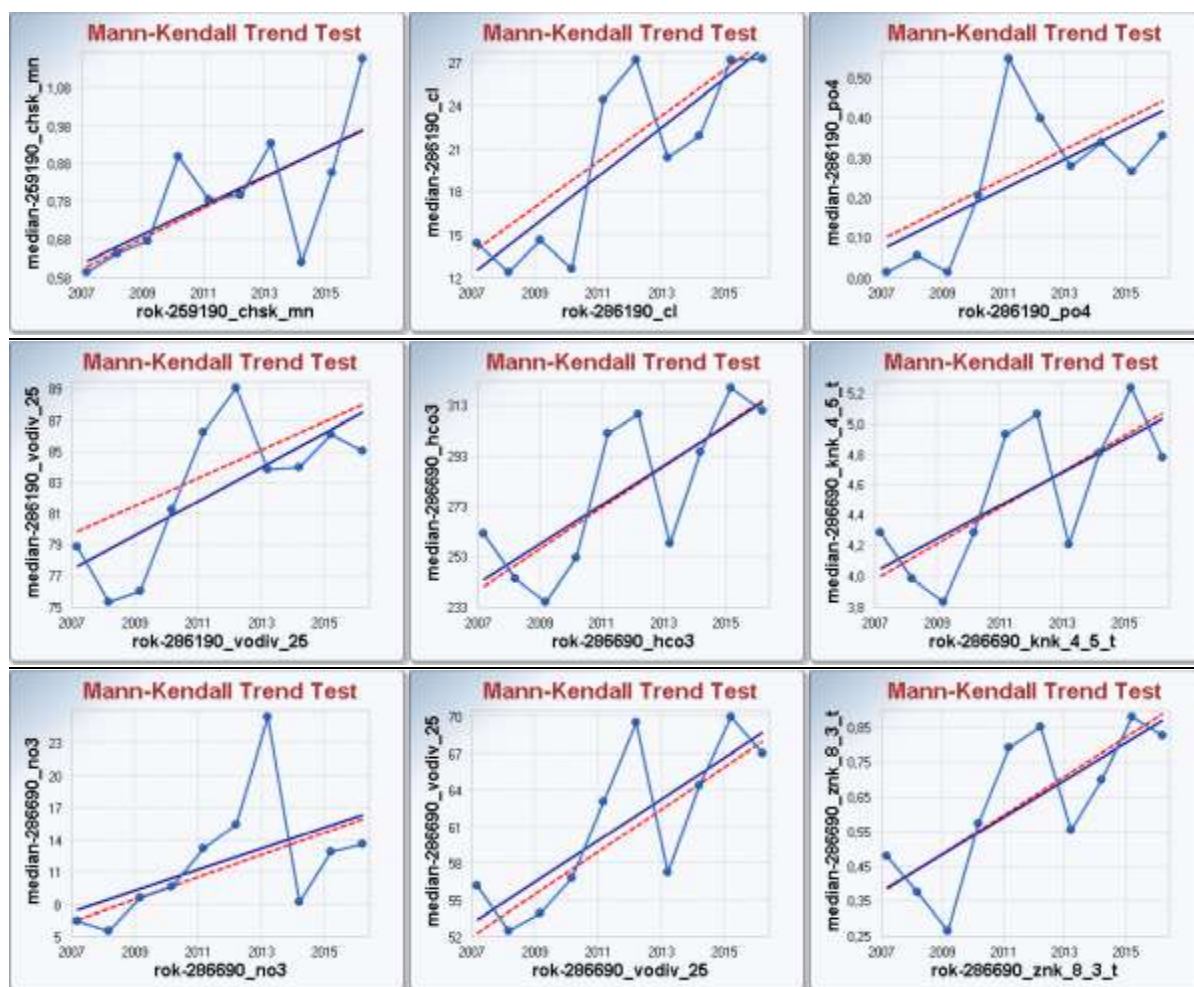 Mann-Kendall Trend Test
median-259190_chsk_mn
1,08
0,98
0,88
0,78
0,68
0,58
2007 2009 2011 2013 2015
rok-259190_chsk_mn
Mann-Kendall Trend Test
median-286190_cl
27
24
21
18
15
12
2007 2009 2011 2013 2015
rok-286190_cl
Mann-Kendall Trend Test
median-286190_po4
0,50
0,40
0,30
0,20
0,10
0,00
2007 2009 2011 2013 2015
rok-286190_po4
Mann-Kendall Trend Test
median-286190_vodiv_25
89
87
85
83
81
79
77
75
2007 2009 2011 2013 2015
rok-286190_vodiv_25
Mann-Kendall Trend Test
median-286690_hco3
313
293
273
253
233
2007 2009 2011 2013 2015
rok-286690_hco3
Mann-Kendall Trend Test
median-286690_knk_4_5_t
5,2
5,0
4,8
4,6
4,4
4,2
4,0
3,8
2007 2009 2011 2013 2015
rok-286690_knk_4_5_t
Mann-Kendall Trend Test
median-286690_no3
23
20
17
14
11
8
5
2007 2009 2011 2013 2015
rok-286690_no3
Mann-Kendall Trend Test
median-286690_vodiv_25
70
67
64
61
58
55
52
2007 2009 2011 2013 2015
rok-286690_vodiv_25
Mann-Kendall Trend Test
median-286690_znk_8_3_t
0,85
0,75
0,65
0,55
0,45
0,35
0,25
2007 2009 2011 2013 2015
rok-286690_znk_8_3_t